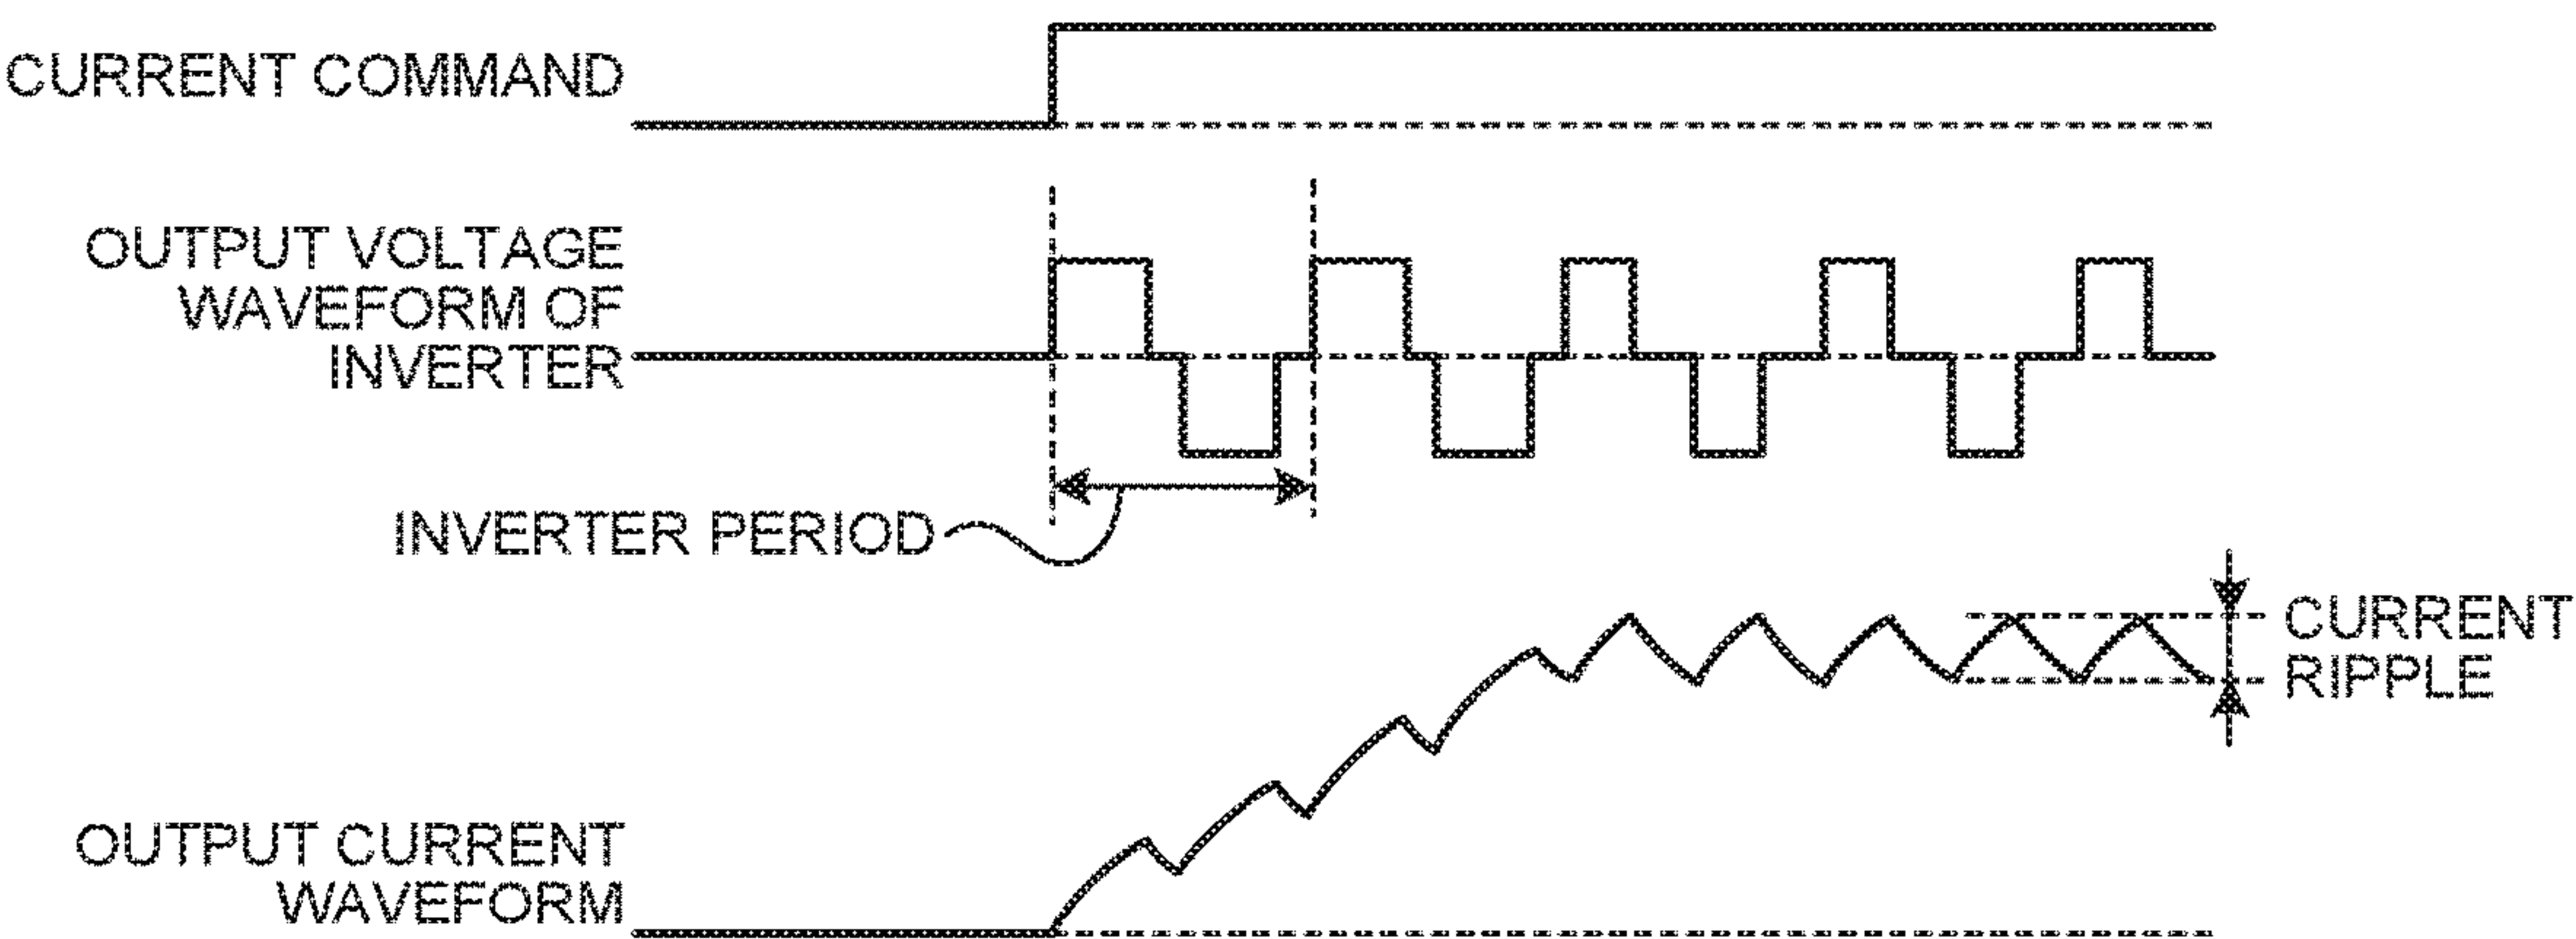 CURRENT COMMAND
OUTPUT VOLTAGE
WAVEFORM OF
INVERTER
INVERTER PERIOD
CURRENT
RIPPLE
OUTPUT CURRENT
WAVEFORM